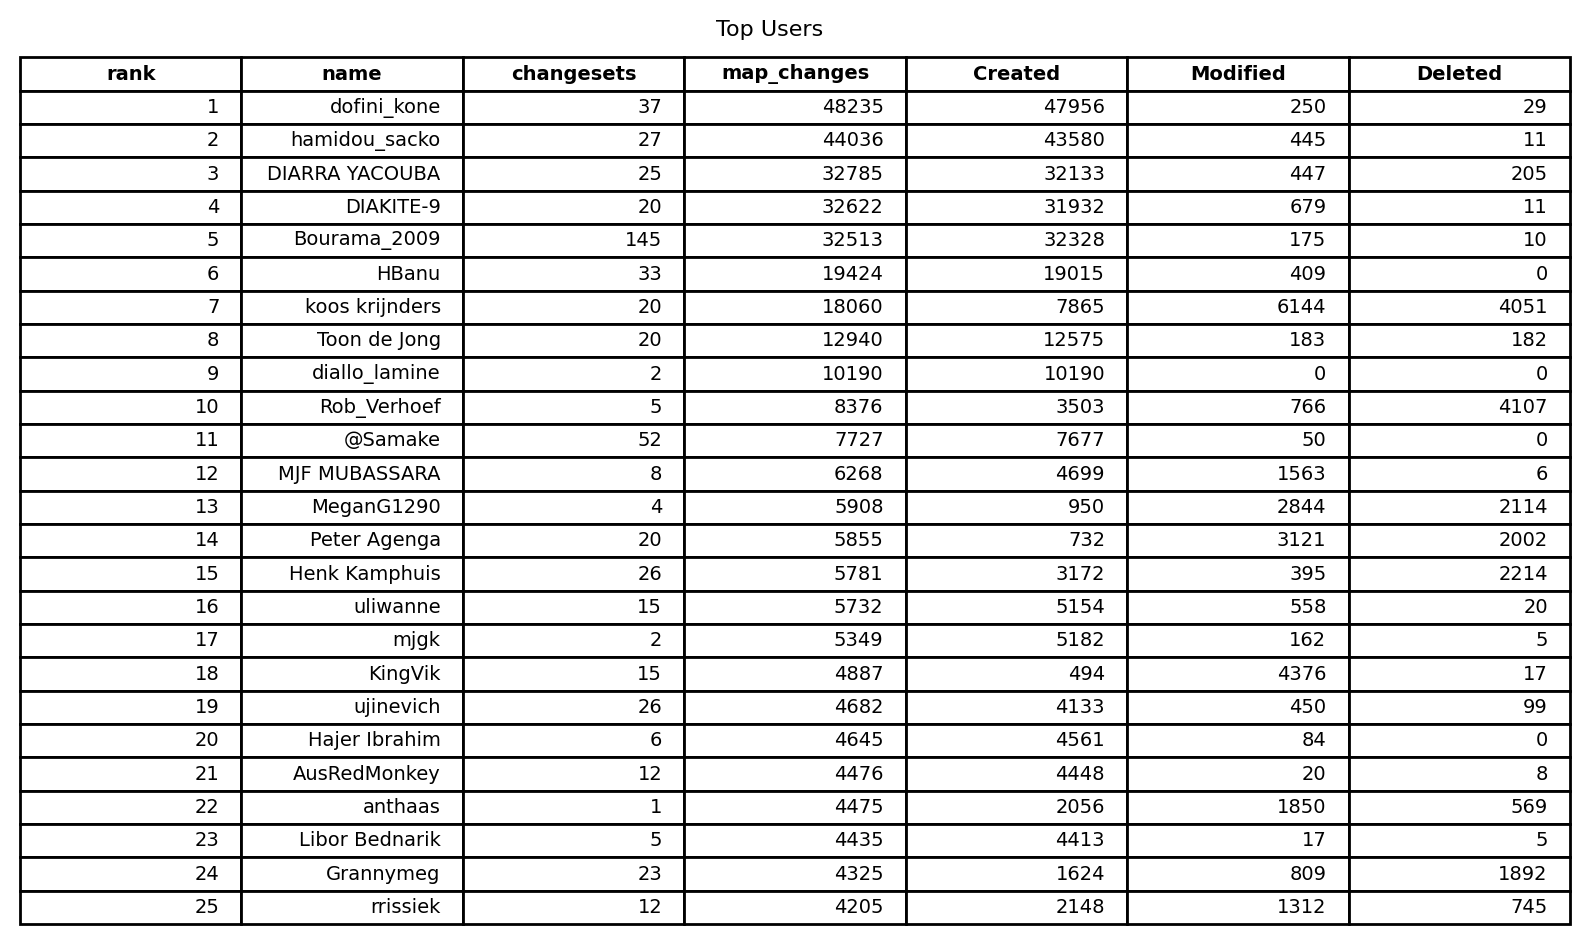 Top Users
rank name changesets map_changes Created Modified Deleted
1 dofini_kone 37 48235 47956 250 29
2 hamidou_sacko 27 44036 43580 445 11
3 DIARRA YACOUBA 25 32785 32133 447 205
4 DIAKITE-9 20 32622 31932 679 11
5 Bourama_2009 145 32513 32328 175 10
6 HBanu 33 19424 19015 409 0
7 koos krijnders 20 18060 7865 6144 4051
8 Toon de Jong 20 12940 12575 183 182
9 diallo_lamine 2 10190 10190 0 0
10 Rob_Verhoef 5 8376 3503 766 4107
11 @Samake 52 7727 7677 50 0
12 MJF MUBASSARA 8 6268 4699 1563 6
13 MeganG1290 4 5908 950 2844 2114
14 Peter Agenga 20 5855 732 3121 2002
15 Henk Kamphuis 26 5781 3172 395 2214
16 uliwanne 15 5732 5154 558 20
17 mjgk 2 5349 5182 162 5
18 KingVik 15 4887 494 4376 17
19 ujinevich 26 4682 4133 450 99
20 Hajer Ibrahim 6 4645 4561 84 0
21 AusRedMonkey 12 4476 4448 20 8
22 anthaas 1 4475 2056 1850 569
23 Libor Bednarik 5 4435 4413 17 5
24 Grannymeg 23 4325 1624 809 1892
25 rrissiek 12 4205 2148 1312 745